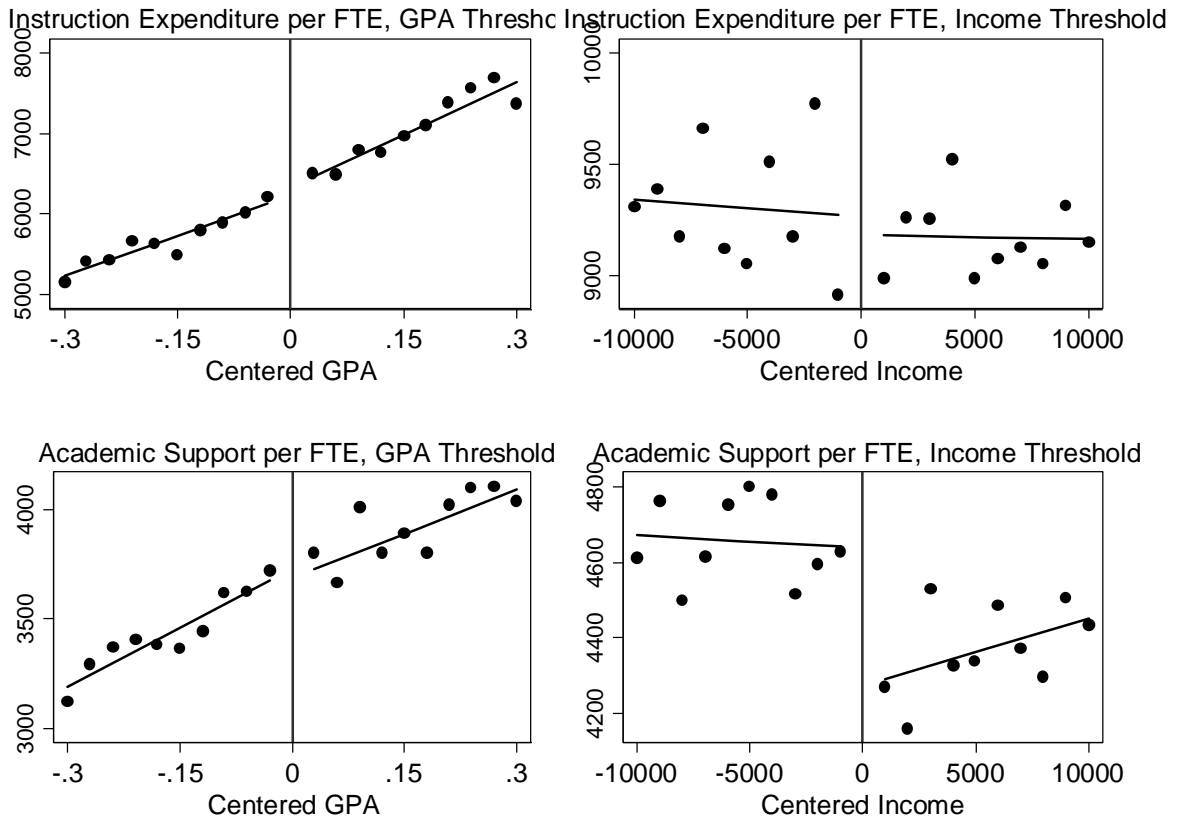 Instruction Expenditure per FTE, GPA Thresho
8000
7000
6000
5000
-.3 -.15 0 .15 .3
Centered GPA
Instruction Expenditure per FTE, Income Threshold
10000
9500
9000
-10000 -5000 0 5000 10000
Centered Income
Academic Support per FTE, GPA Threshold
4000
3500
3000
-.3 -.15 0 .15 .3
Centered GPA
Academic Support per FTE, Income Threshold
4800
4600
4400
4200
-10000 -5000 0 5000 10000
Centered Income